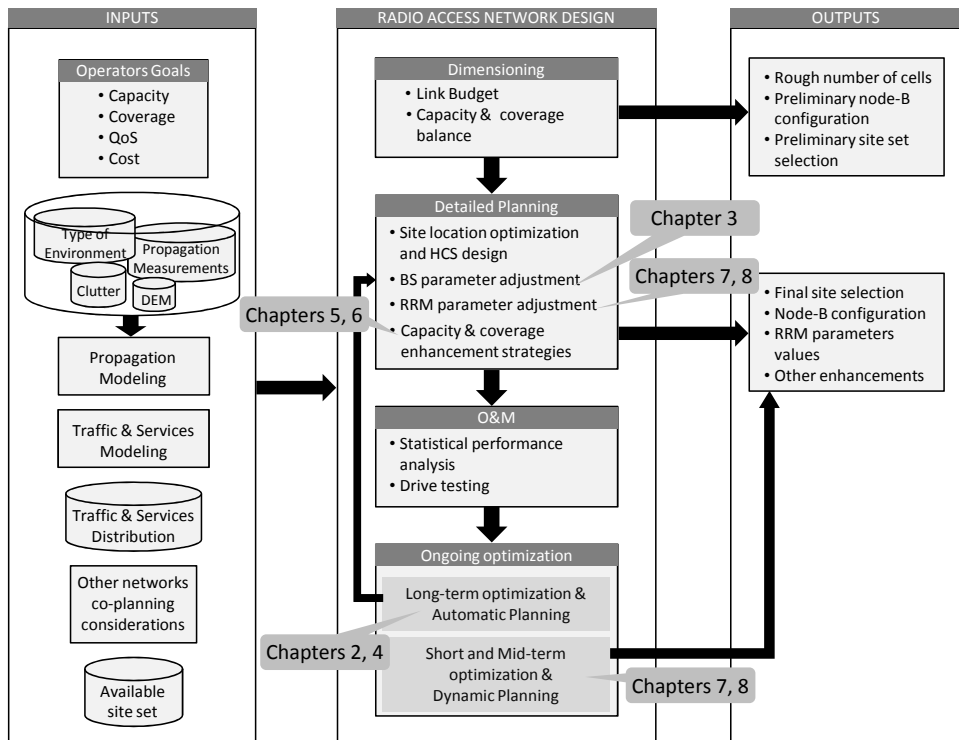 INPUTS
Operators Goals
• Capacity
• Coverage
• QoS
• Cost
Type of
Environment
Propagation
Measurements
Clutter
DEM
Propagation
Modeling
Traffic & Services
Modeling
Traffic & Services
Distribution
Other networks
co-planning
considerations
Available
site set
RADIO ACCESS NETWORK DESIGN
Dimensioning
• Link Budget
• Capacity & coverage
balance
Detailed Planning
• Site location optimization
and HCS design
• BS parameter adjustment
• RRM parameter adjustment
• Capacity & coverage
enhancement strategies
Chapter 3
Chapters 7, 8
Chapters 5, 6
O&M
• Statistical performance
analysis
• Drive testing
Ongoing optimization
Long-term optimization &
Automatic Planning
Chapters 2, 4
Short and Mid-term
optimization &
Dynamic Planning
Chapters 7, 8
OUTPUTS
• Rough number of cells
• Preliminary node-B
configuration
• Preliminary site set
selection
• Final site selection
• Node-B configuration
• RRM parameters
values
• Other enhancements